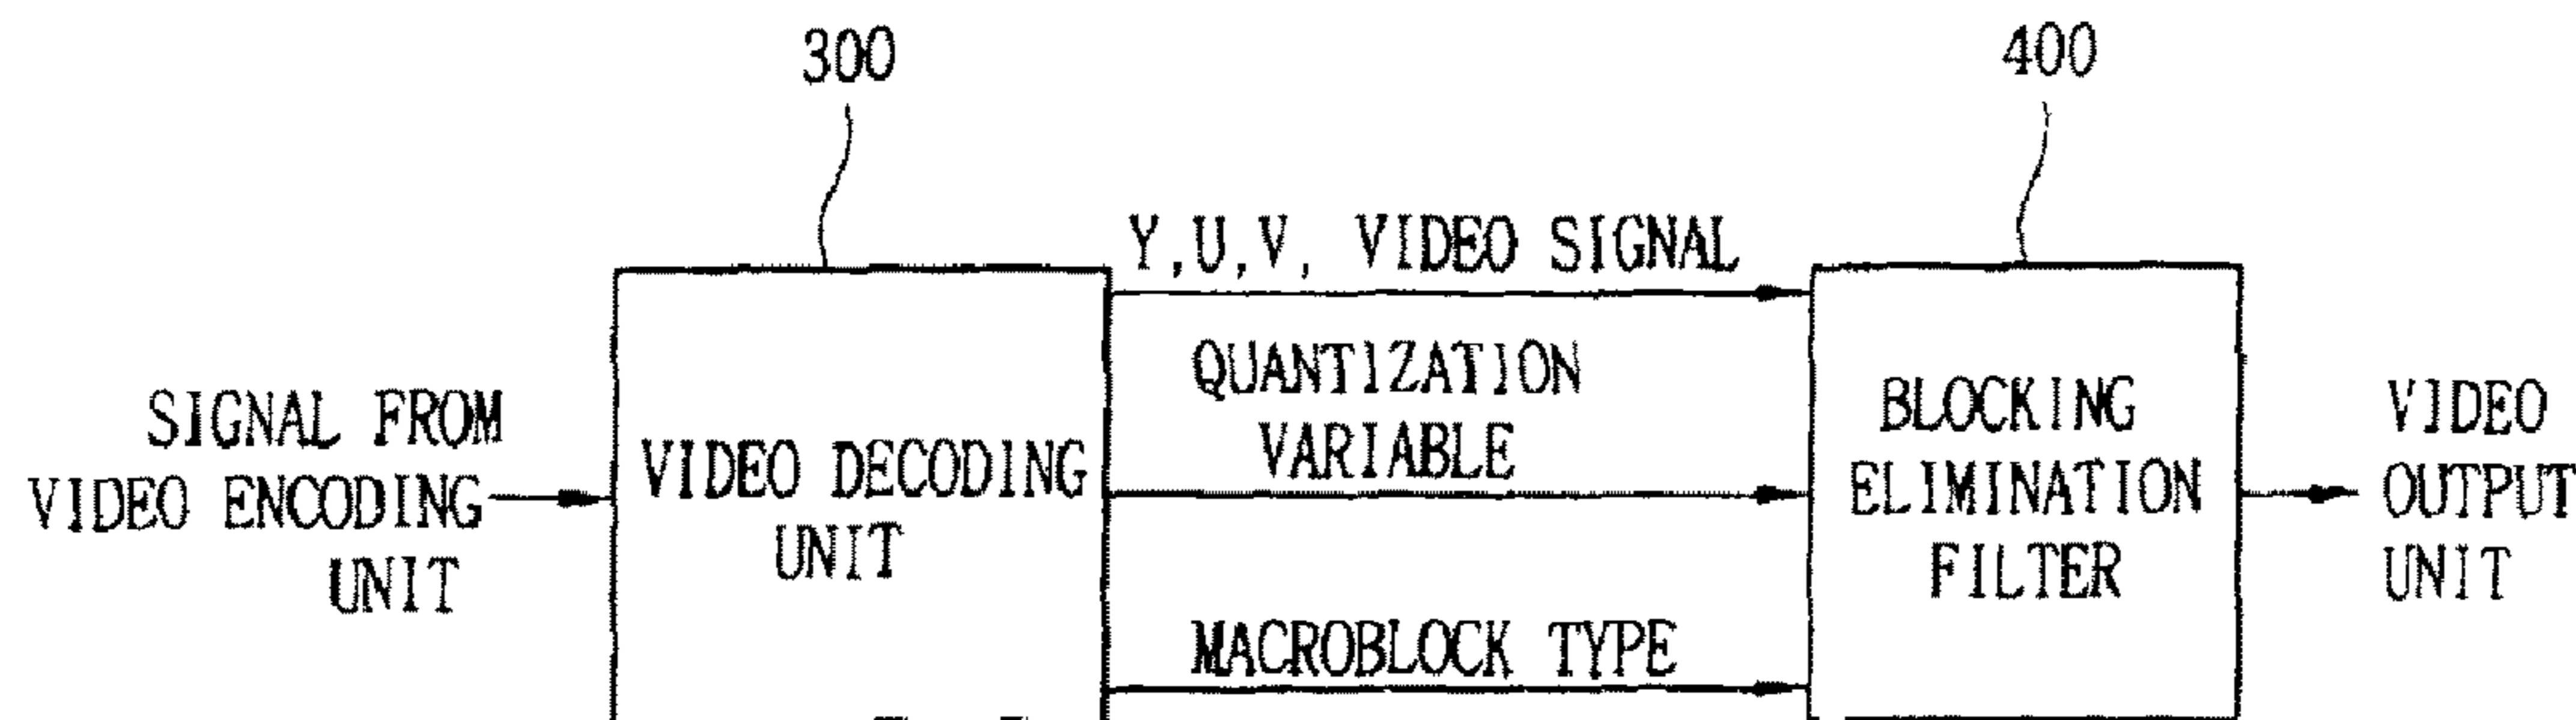 300
400
Y,U,V, VIDEO SIGNAL
QUANTIZATION
VARIABLE
MACROBLOCK TYPE
SIGNAL FROM
VIDEO ENCODING
UNIT
VIDEO DECODING
UNIT
BLOCKING
ELIMINATION
FILTER
VIDEO
OUTPUT
UNIT